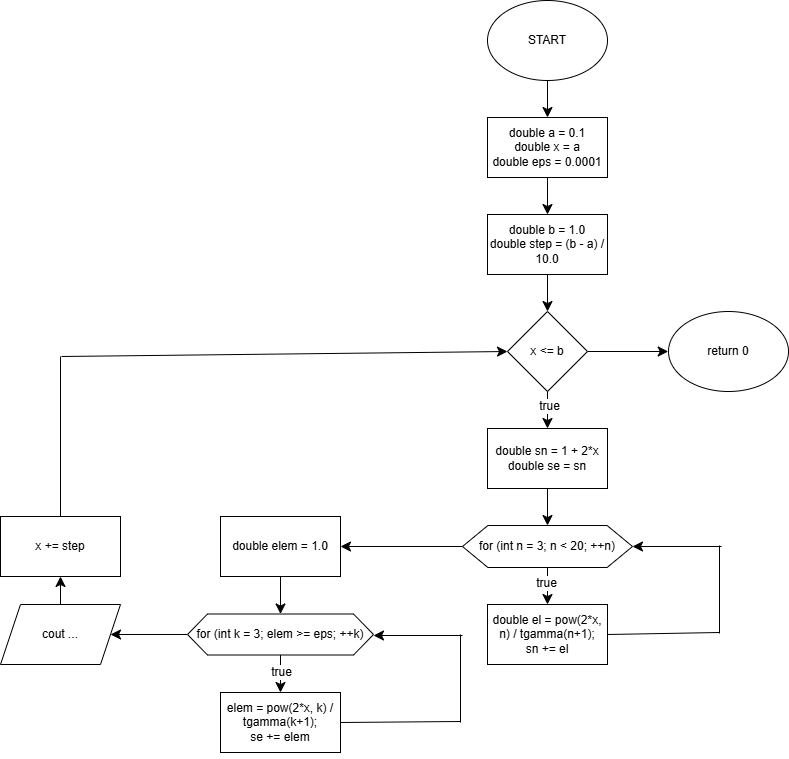 START
double a = 0.1
double x = a
double eps = 0.0001
double b = 1.0
double step = (b - a) /
10.0
x <= b
return 0
true
double sn = 1 + 2*x
double se = sn
for (int n = 3; n < 20; ++n)
true
double el = pow(2*x,
n) / tgamma(n+1);
sn += el
double elem = 1.0
for (int k = 3; elem >= eps; ++k)
true
elem = pow(2*x, k) /
tgamma(k+1);
se += elem
cout ...
x += step